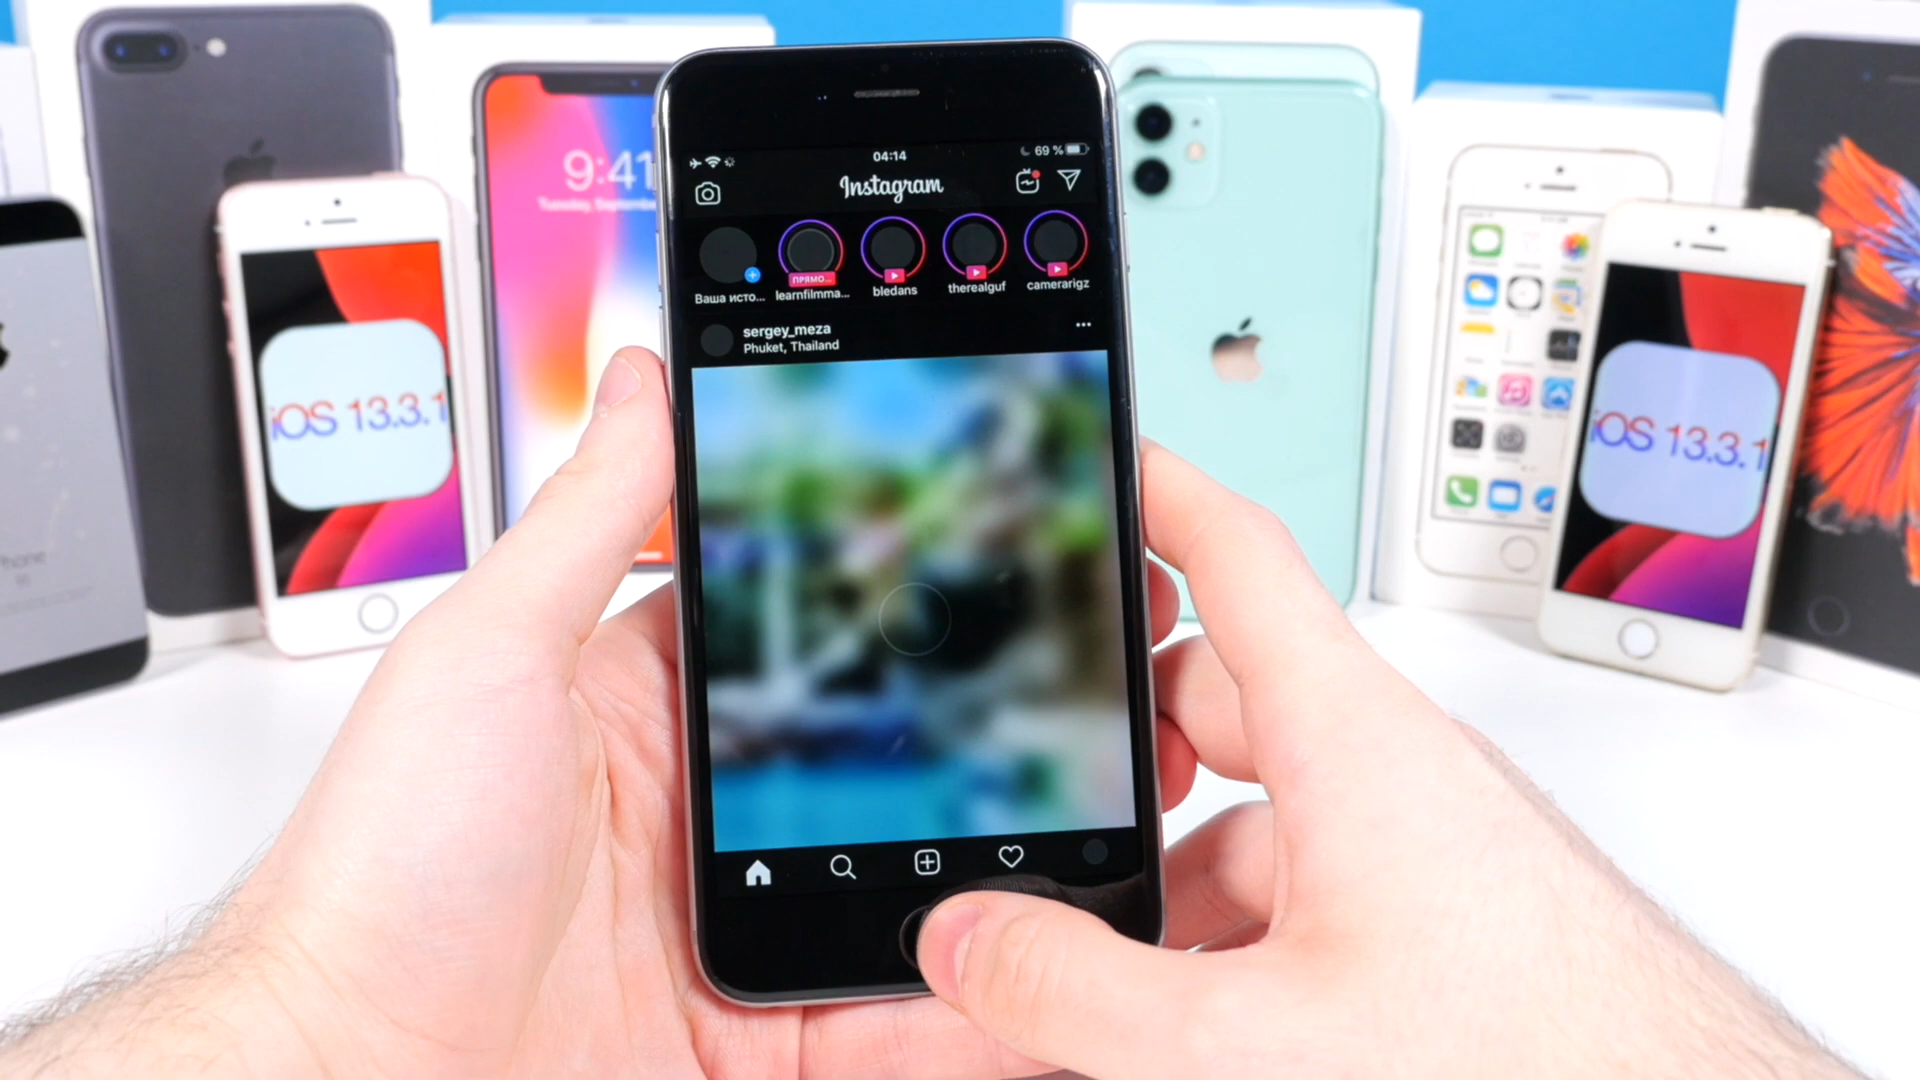 04:14
69 %
Instagram
ПРЯМО...
Ваша исто...
learnfilmma...
bledans
therealguf
camerarigz
sergey_meza
Phuket, Thailand
9:41
iOS 13.3.1
iOS 13.3.1